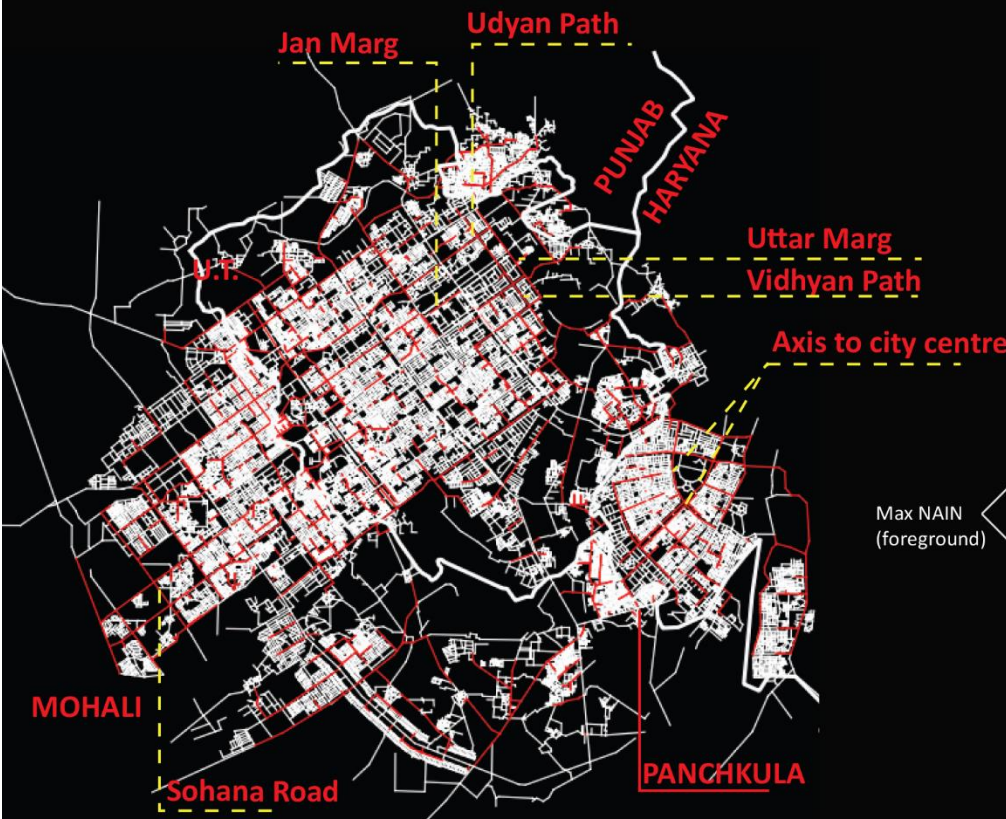 Udyan Path
Jan Marg
PUNJAB
HARYANA
Uttar Marg
U.T.
Vidhyan Path
Axis to city centre
Max NAIN
(foreground)
MOHALI
PANCHKULA
Sohana Road